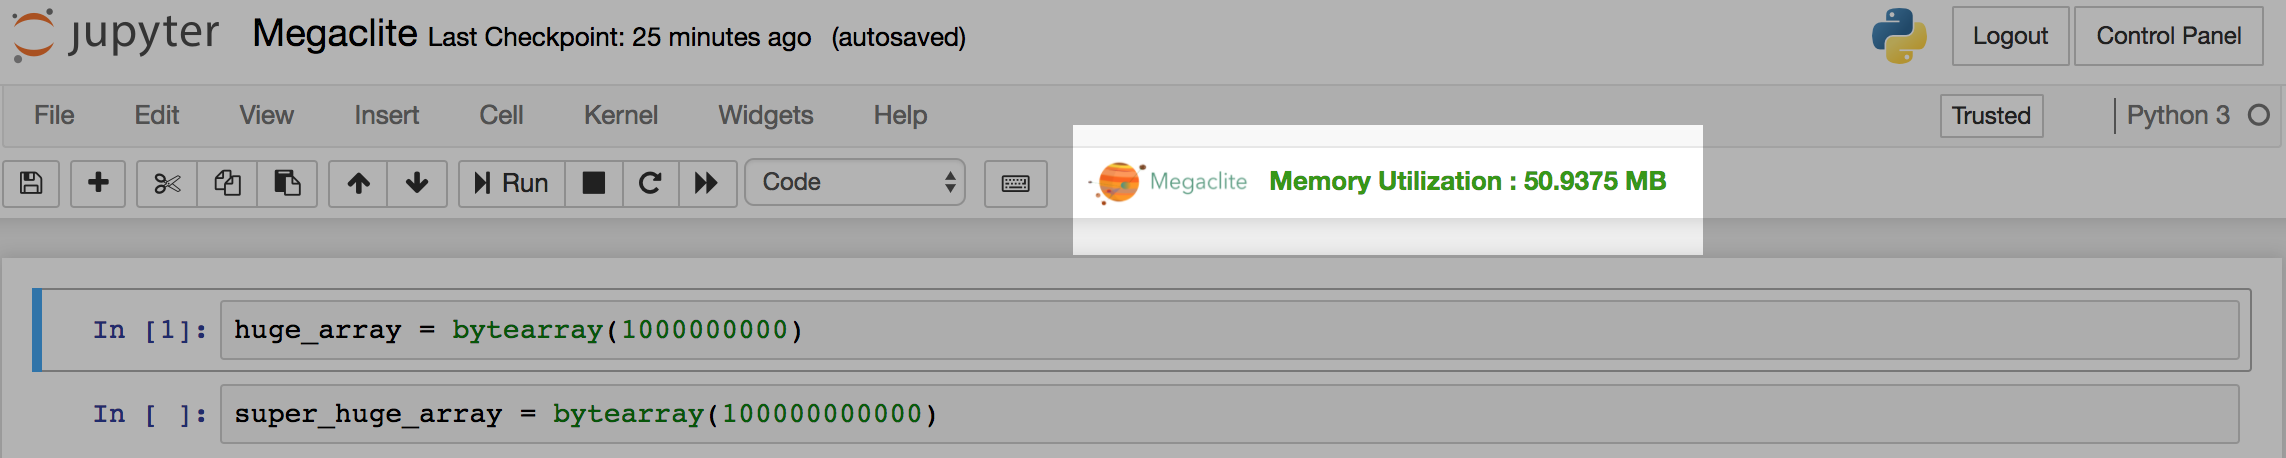 jupyter Megaclite Last Checkpoint: 25 minutes ago (autosaved) Logout Control Panel
File Edit View Insert Cell Kernel Widgets Help Trusted Python 3
Run Code Megaclite Memory Utilization : 50.9375 MB
In [1]: huge_array = bytearray(1000000000)
In [ ]: super_huge_array = bytearray(100000000000)